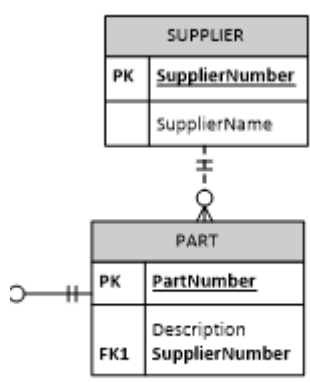 SUPPLIER
PK SupplierNumber
SupplierName
PART
PK PartNumber
Description
FK1 SupplierNumber